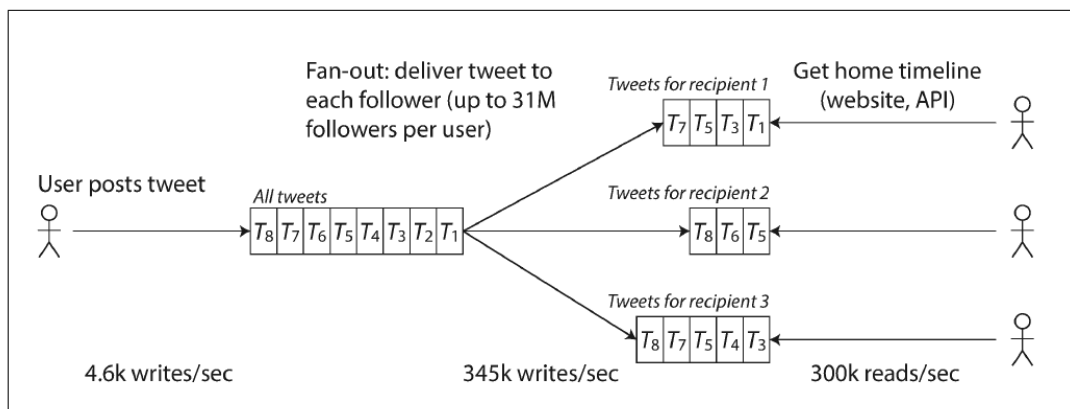 Fan-out: deliver tweet to
each follower (up to 31M
followers per user)
Tweets for recipient 1
T7 T5 T3 T1
Get home timeline
(website, API)
User posts tweet
All tweets
T8 T7 T6 T5 T4 T3 T2 T1
Tweets for recipient 2
T8 T6 T5
Tweets for recipient 3
T8 T7 T5 T4 T3
4.6k writes/sec
345k writes/sec
300k reads/sec